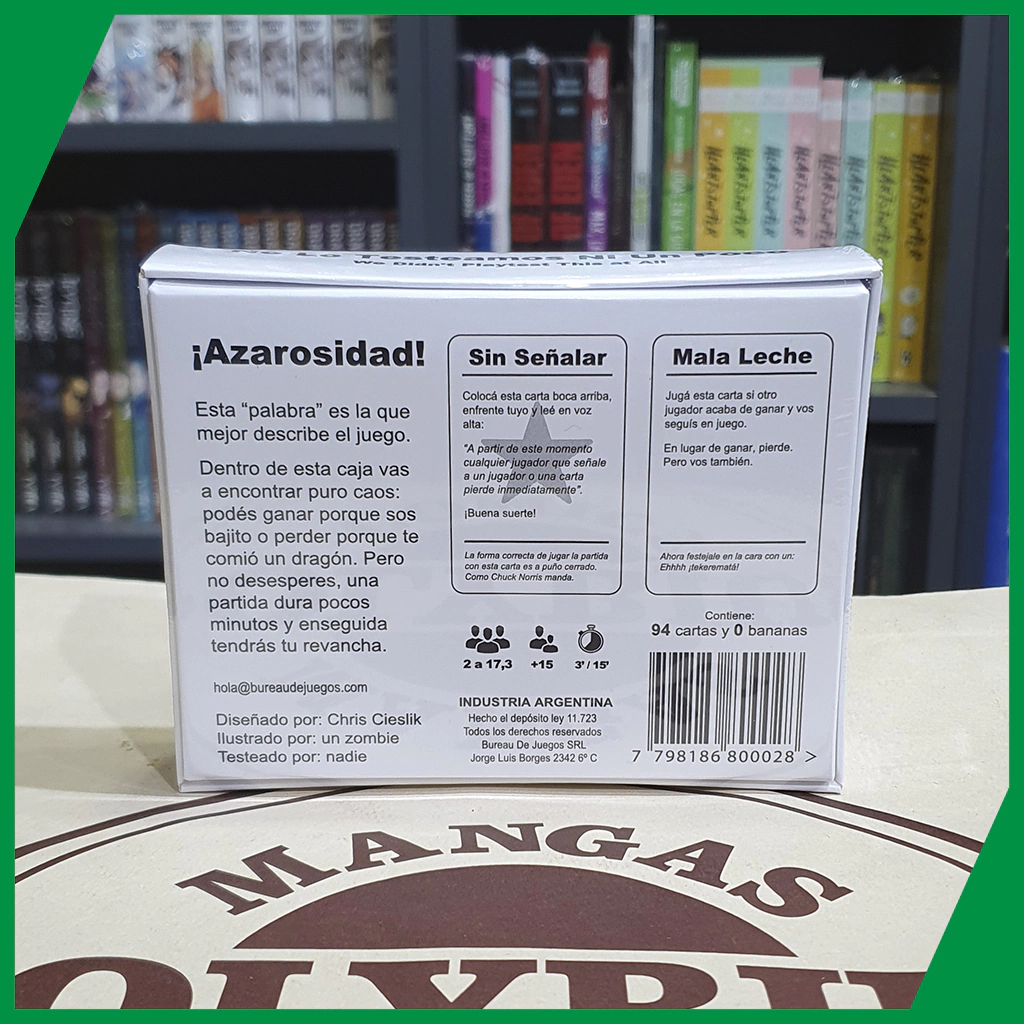 HEARTSTOPPER
HEARTSTOPPER
HEARTSTOPPER
HEARTSTOPPER
HEARTSTOPPER
No Lo Testeamos Ni Un Poco
We Didn't Playtest This at All
¡Azarosidad!
Esta “palabra” es la que
mejor describe el juego.
Dentro de esta caja vas
a encontrar puro caos:
podés ganar porque sos
bajito o perder porque te
comió un dragón. Pero
no desesperes, una
partida dura pocos
minutos y enseguida
tendrás tu revancha.
hola@bureaudejuegos.com
Diseñado por: Chris Cieslik
Ilustrado por: un zombie
Testeado por: nadie
Sin Señalar
Colocá esta carta boca arriba,
enfrente tuyo y leé en voz
alta:
“A partir de este momento
cualquier jugador que señale
a un jugador o una carta
pierde inmediatamente”.
¡Buena suerte!
La forma correcta de jugar la partida
con esta carta es a puño cerrado.
Como Chuck Norris manda.
Mala Leche
Jugá esta carta si otro
jugador acaba de ganar y vos
seguís en juego.
En lugar de ganar, pierde.
Pero vos también.
Ahora festejale en la cara con un:
Ehhhh ¡tekerematá!
2 a 17,3
+15
3’ / 15’
INDUSTRIA ARGENTINA
Hecho el depósito ley 11.723
Todos los derechos reservados
Bureau De Juegos SRL
Jorge Luis Borges 2342 6º C
Contiene:
94 cartas y 0 bananas
7 798186 800028 >
MANGAS